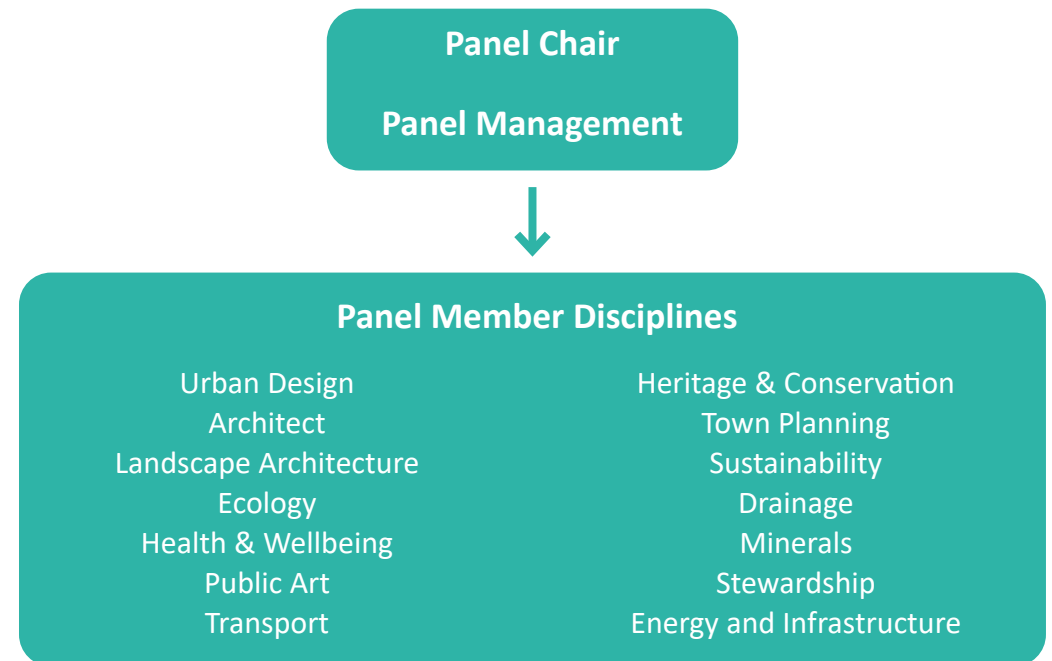 Panel Chair
Panel Management
Panel Member Disciplines
Urban Design
Architect
Landscape Architecture
Ecology
Health & Wellbeing
Public Art
Transport
Heritage & Conservation
Town Planning
Sustainability
Drainage
Minerals
Stewardship
Energy and Infrastructure